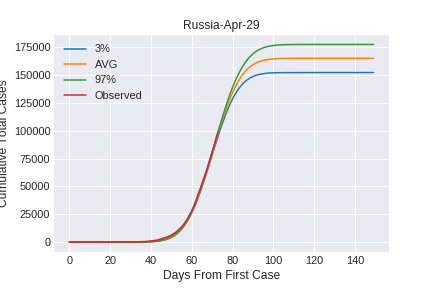 Russia-Apr-29
3%
AVG
97%
Observed
Cumulative Total Cases
175000
150000
125000
100000
75000
50000
25000
0
0 20 40 60 80 100 120 140
Days From First Case